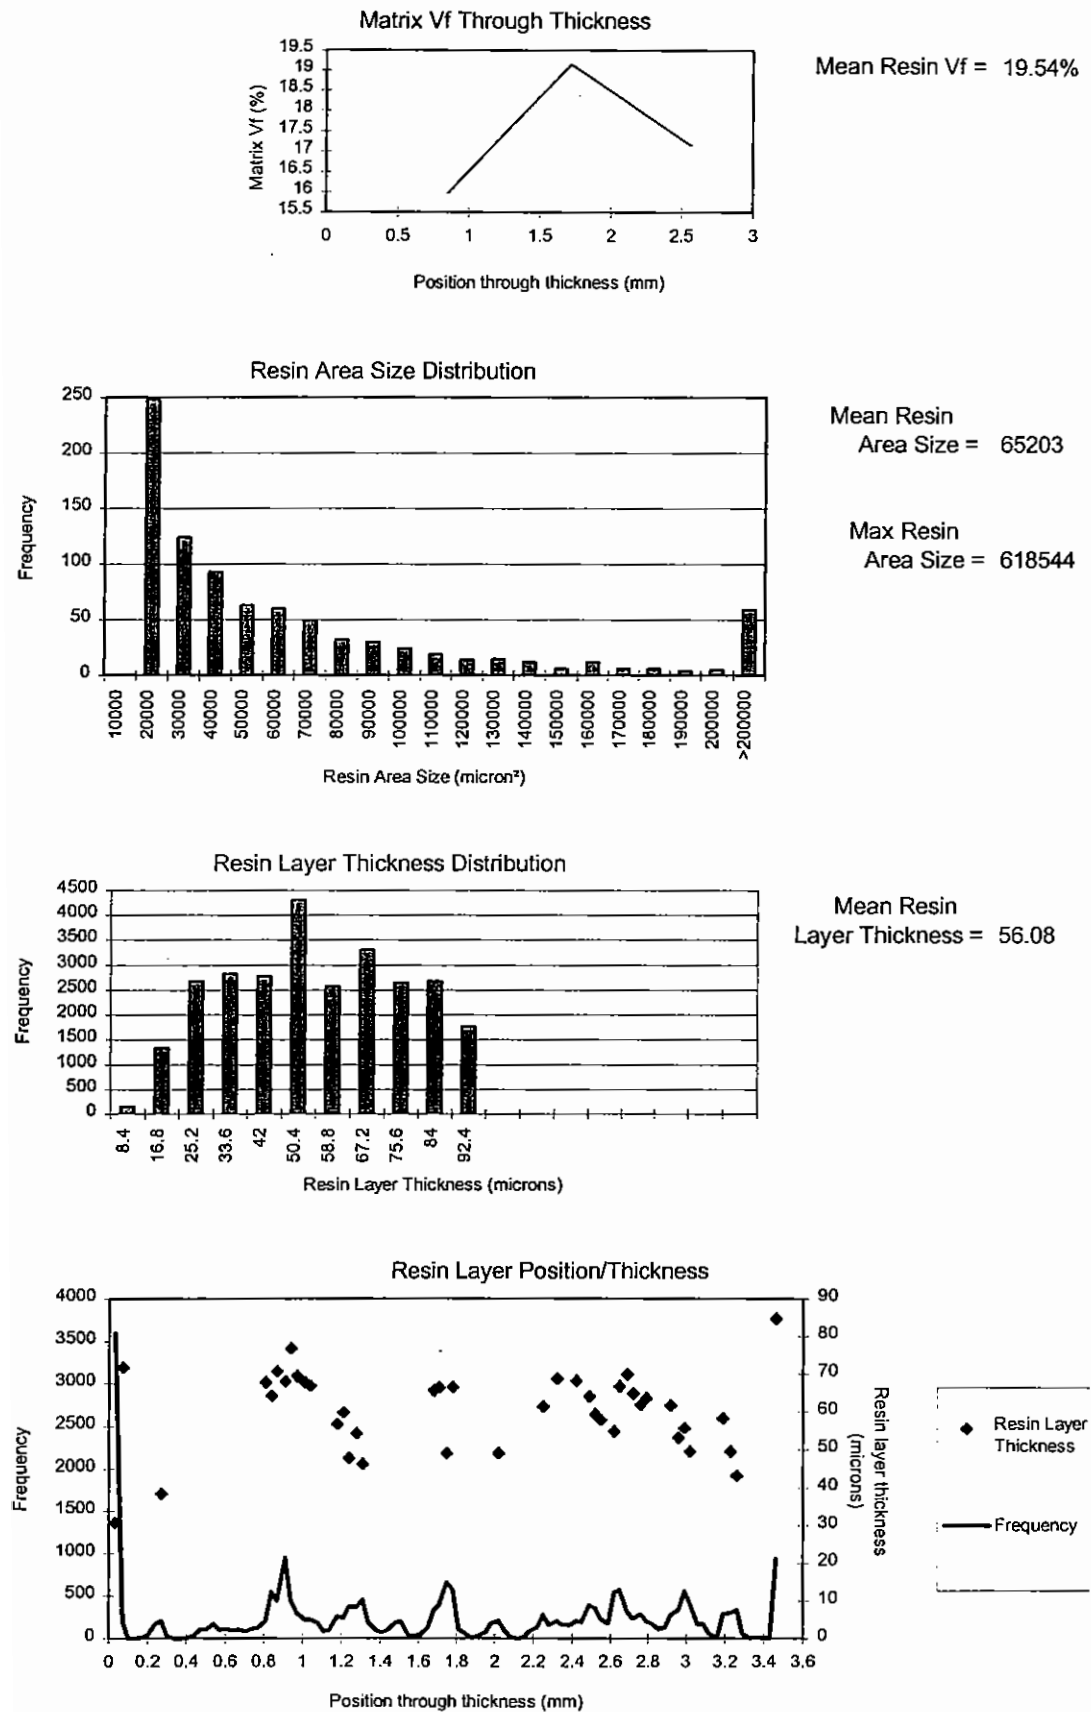 Matrix Vf Through Thickness
Mean Resin Vf = 19.54%
Matrix Vf (%)
19.5
19
18.5
18
17.5
17
16.5
16
15.5
0 0.5 1 1.5 2 2.5 3
Position through thickness (mm)
Resin Area Size Distribution
Mean Resin
Area Size = 65203
Max Resin
Area Size = 618544
Frequency
250
200
150
100
50
0
10000 20000 30000 40000 50000 60000 70000 80000 90000 100000 110000 120000 130000 140000 150000 160000 170000 180000 190000 200000 >200000
Resin Area Size (micron²)
Resin Layer Thickness Distribution
Mean Resin
Layer Thickness = 56.08
Frequency
4500
4000
3500
3000
2500
2000
1500
1000
500
0
8.4 16.8 25.2 33.6 42 50.4 58.8 67.2 75.6 84 92.4
Resin Layer Thickness (microns)
Resin Layer Position/Thickness
Frequency
4000
3500
3000
2500
2000
1500
1000
500
0
90
80
70
60
50
40
30
20
10
0
Resin layer thickness
(microns)
Resin Layer
Thickness
Frequency
0 0.2 0.4 0.6 0.8 1 1.2 1.4 1.6 1.8 2 2.2 2.4 2.6 2.8 3 3.2 3.4 3.6
Position through thickness (mm)